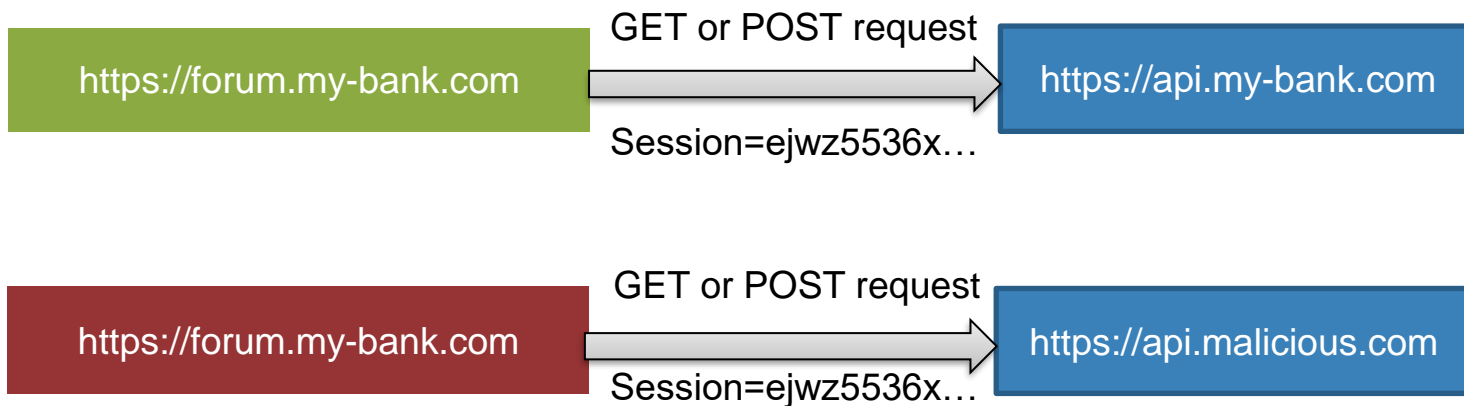 GET or POST request
https://forum.my-bank.com
https://api.my-bank.com
Session=ejwz5536x…
GET or POST request
https://forum.my-bank.com
https://api.malicious.com
Session=ejwz5536x…